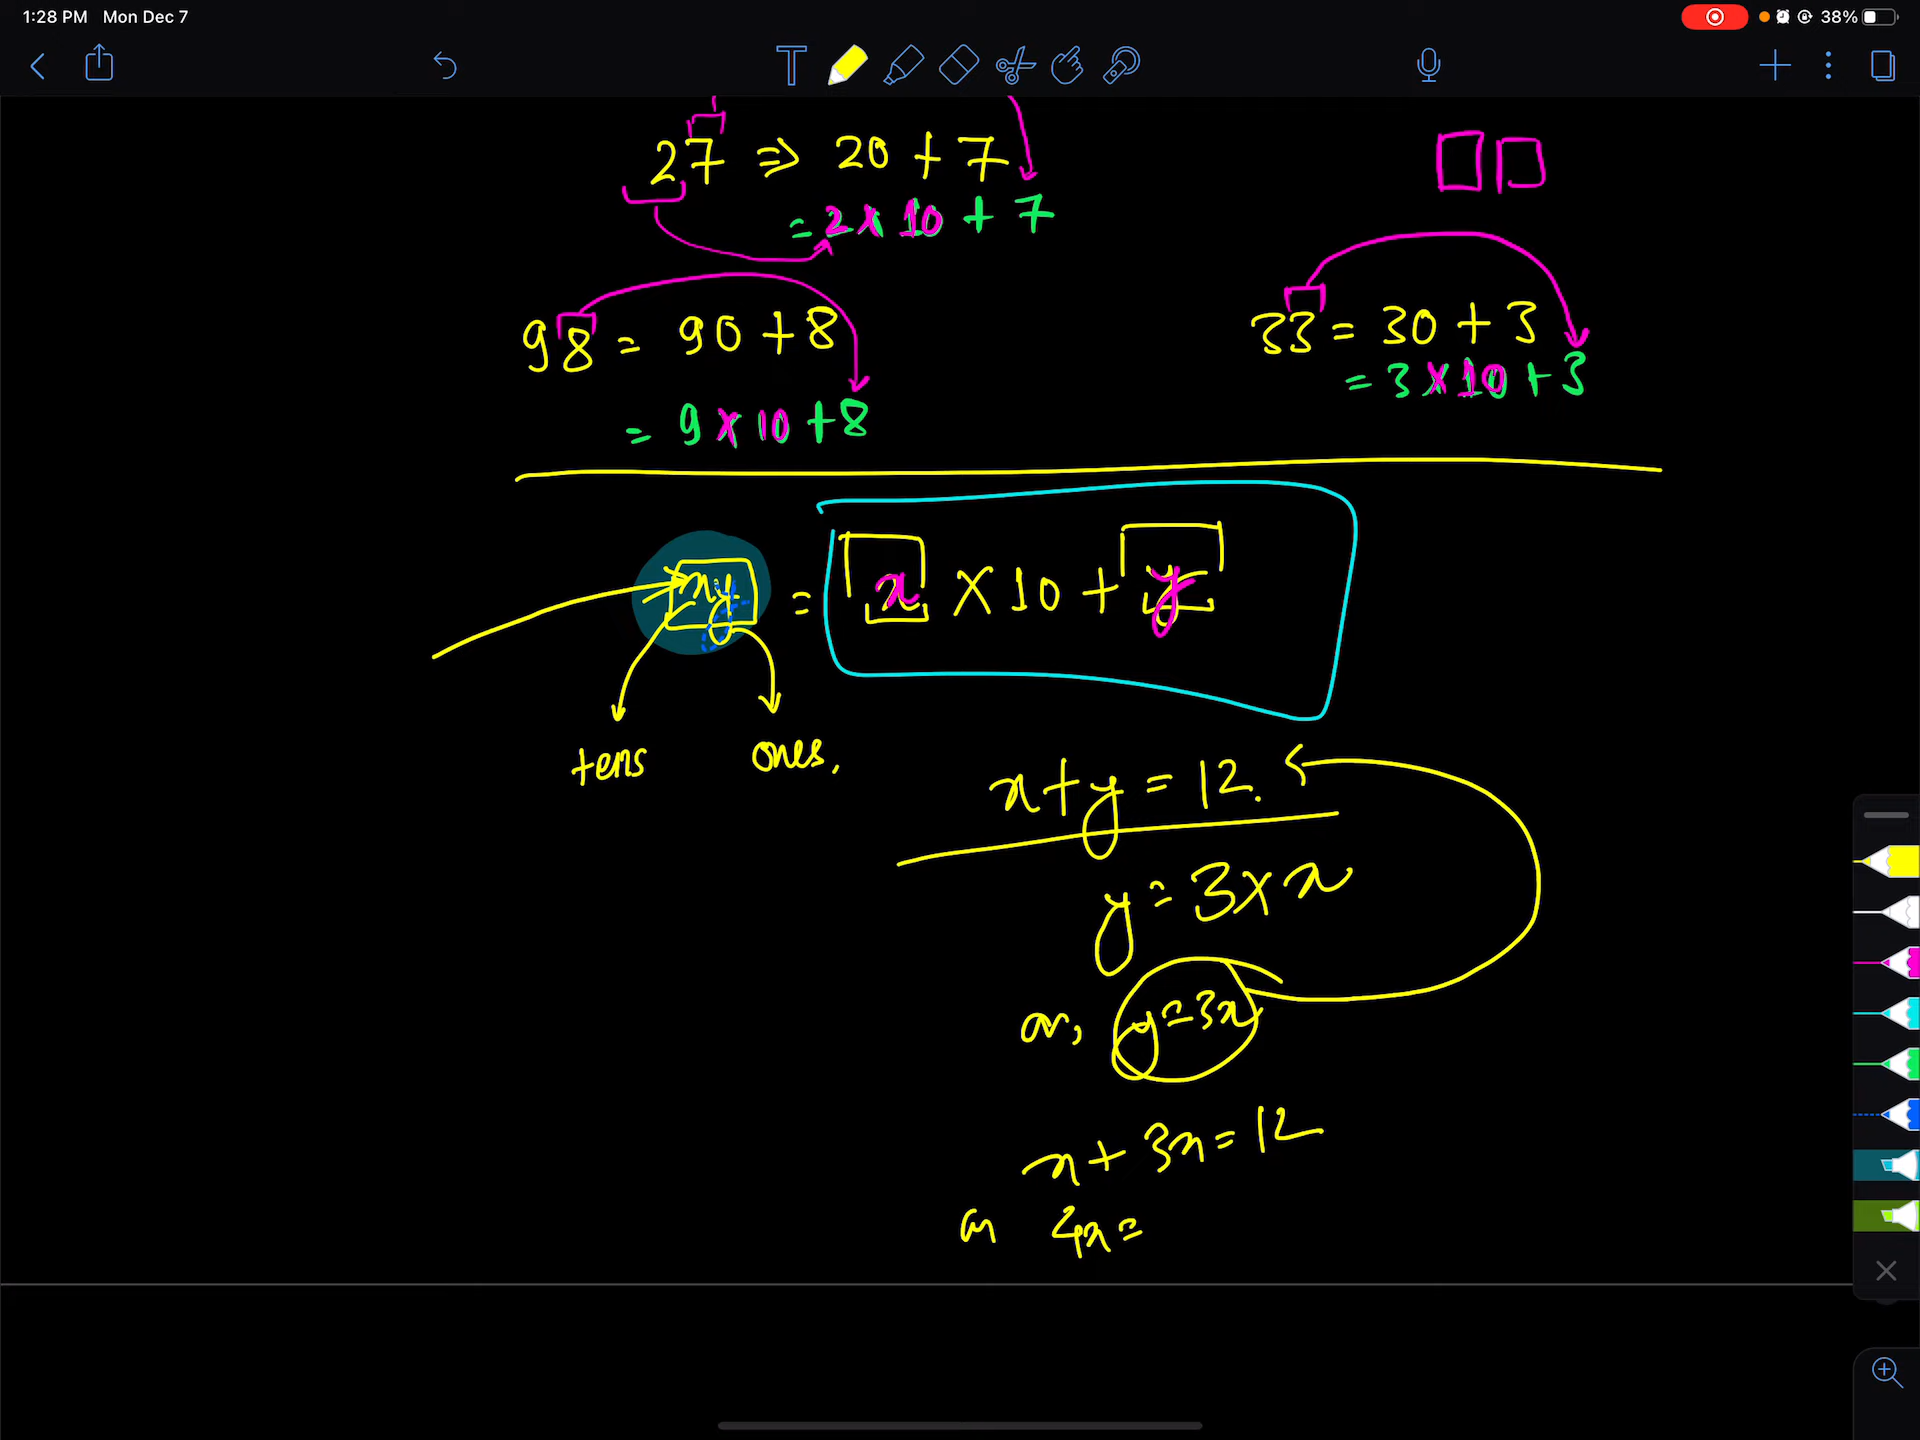 1:28 PM Mon Dec 7
38%
T
27 ⇒ 20 + 7
= 2 x 10 + 7
98 = 90 + 8
= 9 x 10 + 8
33 = 30 + 3
= 3 x 10 + 3
xy = x X 10 + y
tens ones,
x + y = 12.
y = 3 x x
or, y = 3x
x + 3x = 12
or 4x =